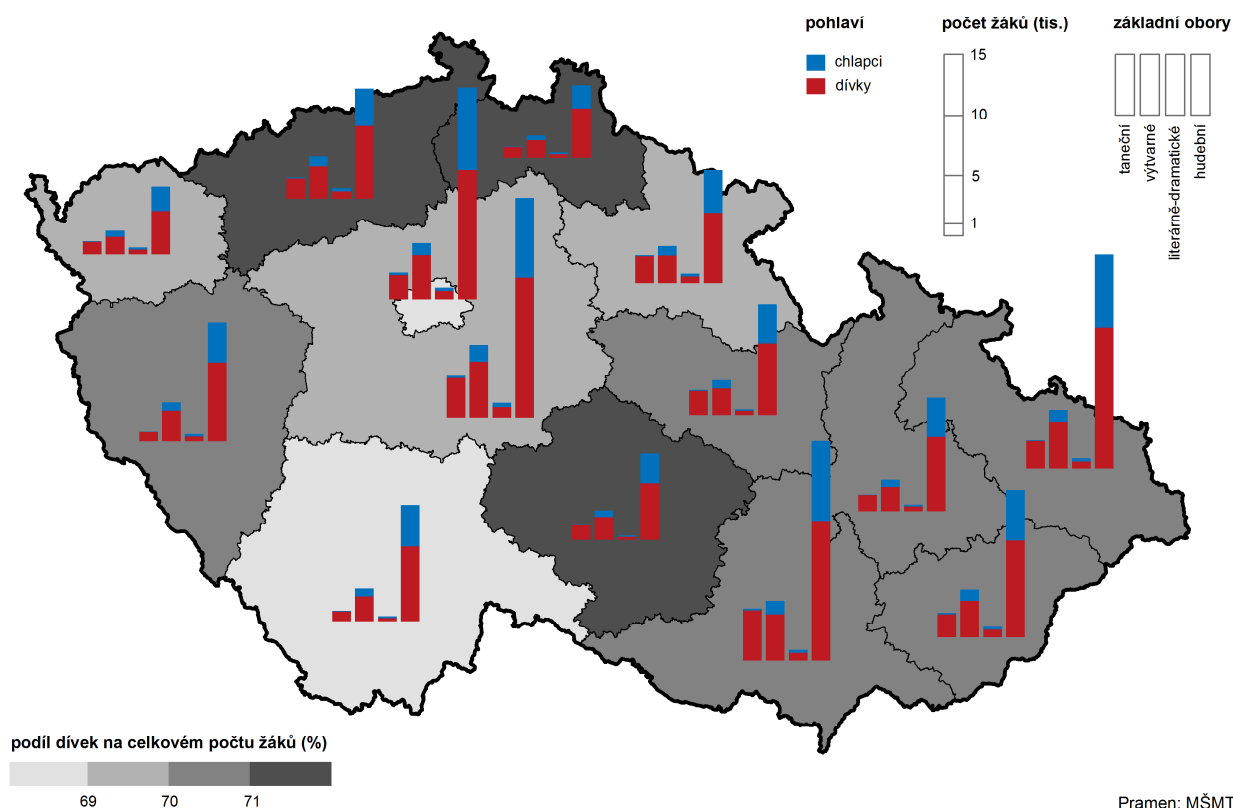 pohlaví
chlapci
dívky
počet žáků (tis.)
15
10
5
1
základní obory
taneční
výtvarné
literárně-dramatické
hudební
podíl dívek na celkovém počtu žáků (%)
69 70 71
Pramen: MŠMT